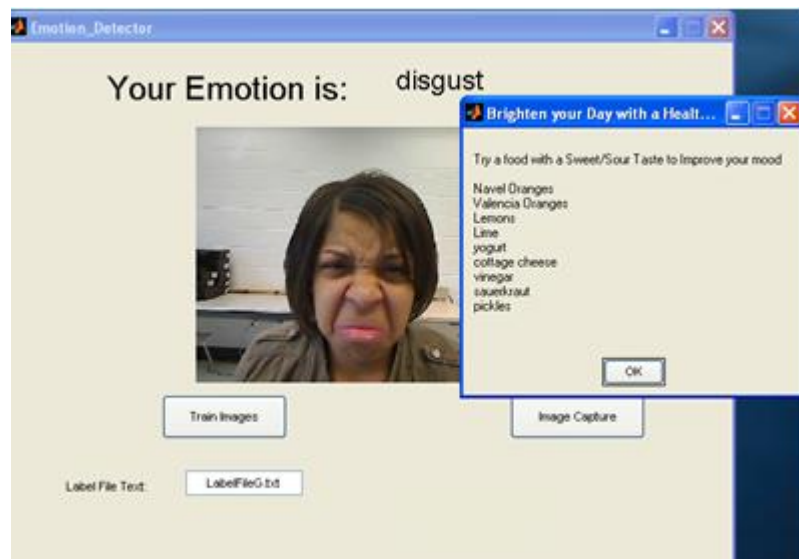 Emotion_Detector
Your Emotion is: disgust
Brighten your Day with a Healt...
Try a food with a Sweet/Sour Taste to Improve your mood
Navel Oranges
Valencia Oranges
Lemons
Lime
yogurt
cottage cheese
vinegar
sauerkraut
pickles
OK
Train Images
Image Capture
Label File Text:
LabelFileG.txt